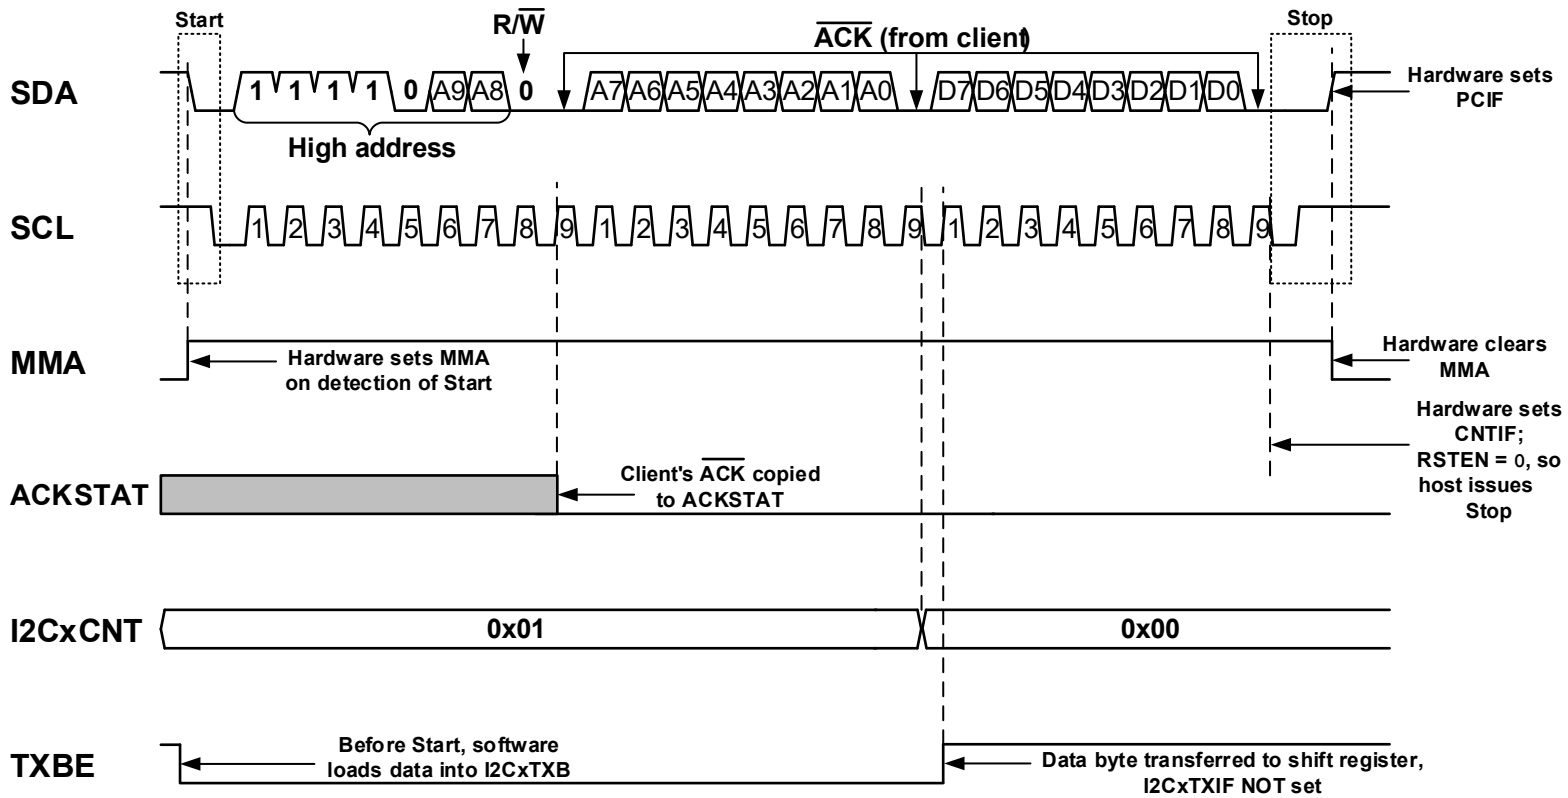 Start
R/W
ACK (from client)
Stop
SDA
1 1 1 1 0 A9 A8 0
A7 A6 A5 A4 A3 A2 A1 A0
D7 D6 D5 D4 D3 D2 D1 D0
Hardware sets
PCIF
High address
SCL
1 2 3 4 5 6 7 8 9 1 2 3 4 5 6 7 8 9 1 2 3 4 5 6 7 8 9
MMA
Hardware sets MMA
on detection of Start
Hardware clears
MMA
Hardware sets
CNTIF;
RSTEN = 0, so
host issues
Stop
ACKSTAT
Client's ACK copied
to ACKSTAT
I2CxCNT
0x01
0x00
TXBE
Before Start, software
loads data into I2CxTXB
Data byte transferred to shift register,
I2CxTXIF NOT set